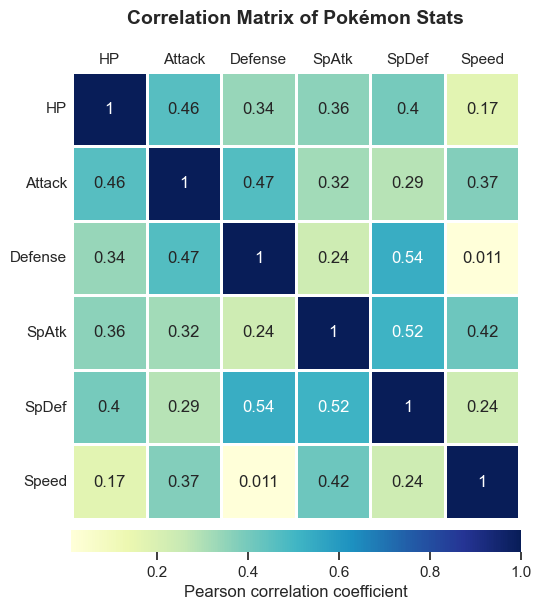 Correlation Matrix of Pokémon Stats
HP Attack Defense SpAtk SpDef Speed
HP 1 0.46 0.34 0.36 0.4 0.17
Attack 0.46 1 0.47 0.32 0.29 0.37
Defense 0.34 0.47 1 0.24 0.54 0.011
SpAtk 0.36 0.32 0.24 1 0.52 0.42
SpDef 0.4 0.29 0.54 0.52 1 0.24
Speed 0.17 0.37 0.011 0.42 0.24 1
0.2 0.4 0.6 0.8 1.0
Pearson correlation coefficient